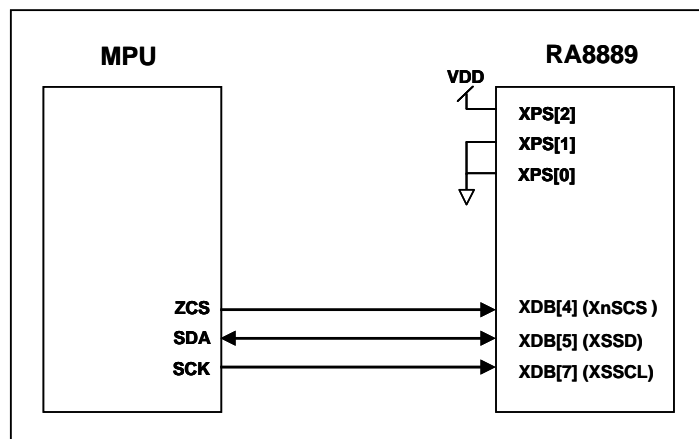 MPU
RA8889
VDD
XPS[2]
XPS[1]
XPS[0]
ZCS
XDB[4] (XnSCS )
SDA
XDB[5] (XSSD)
SCK
XDB[7] (XSSCL)